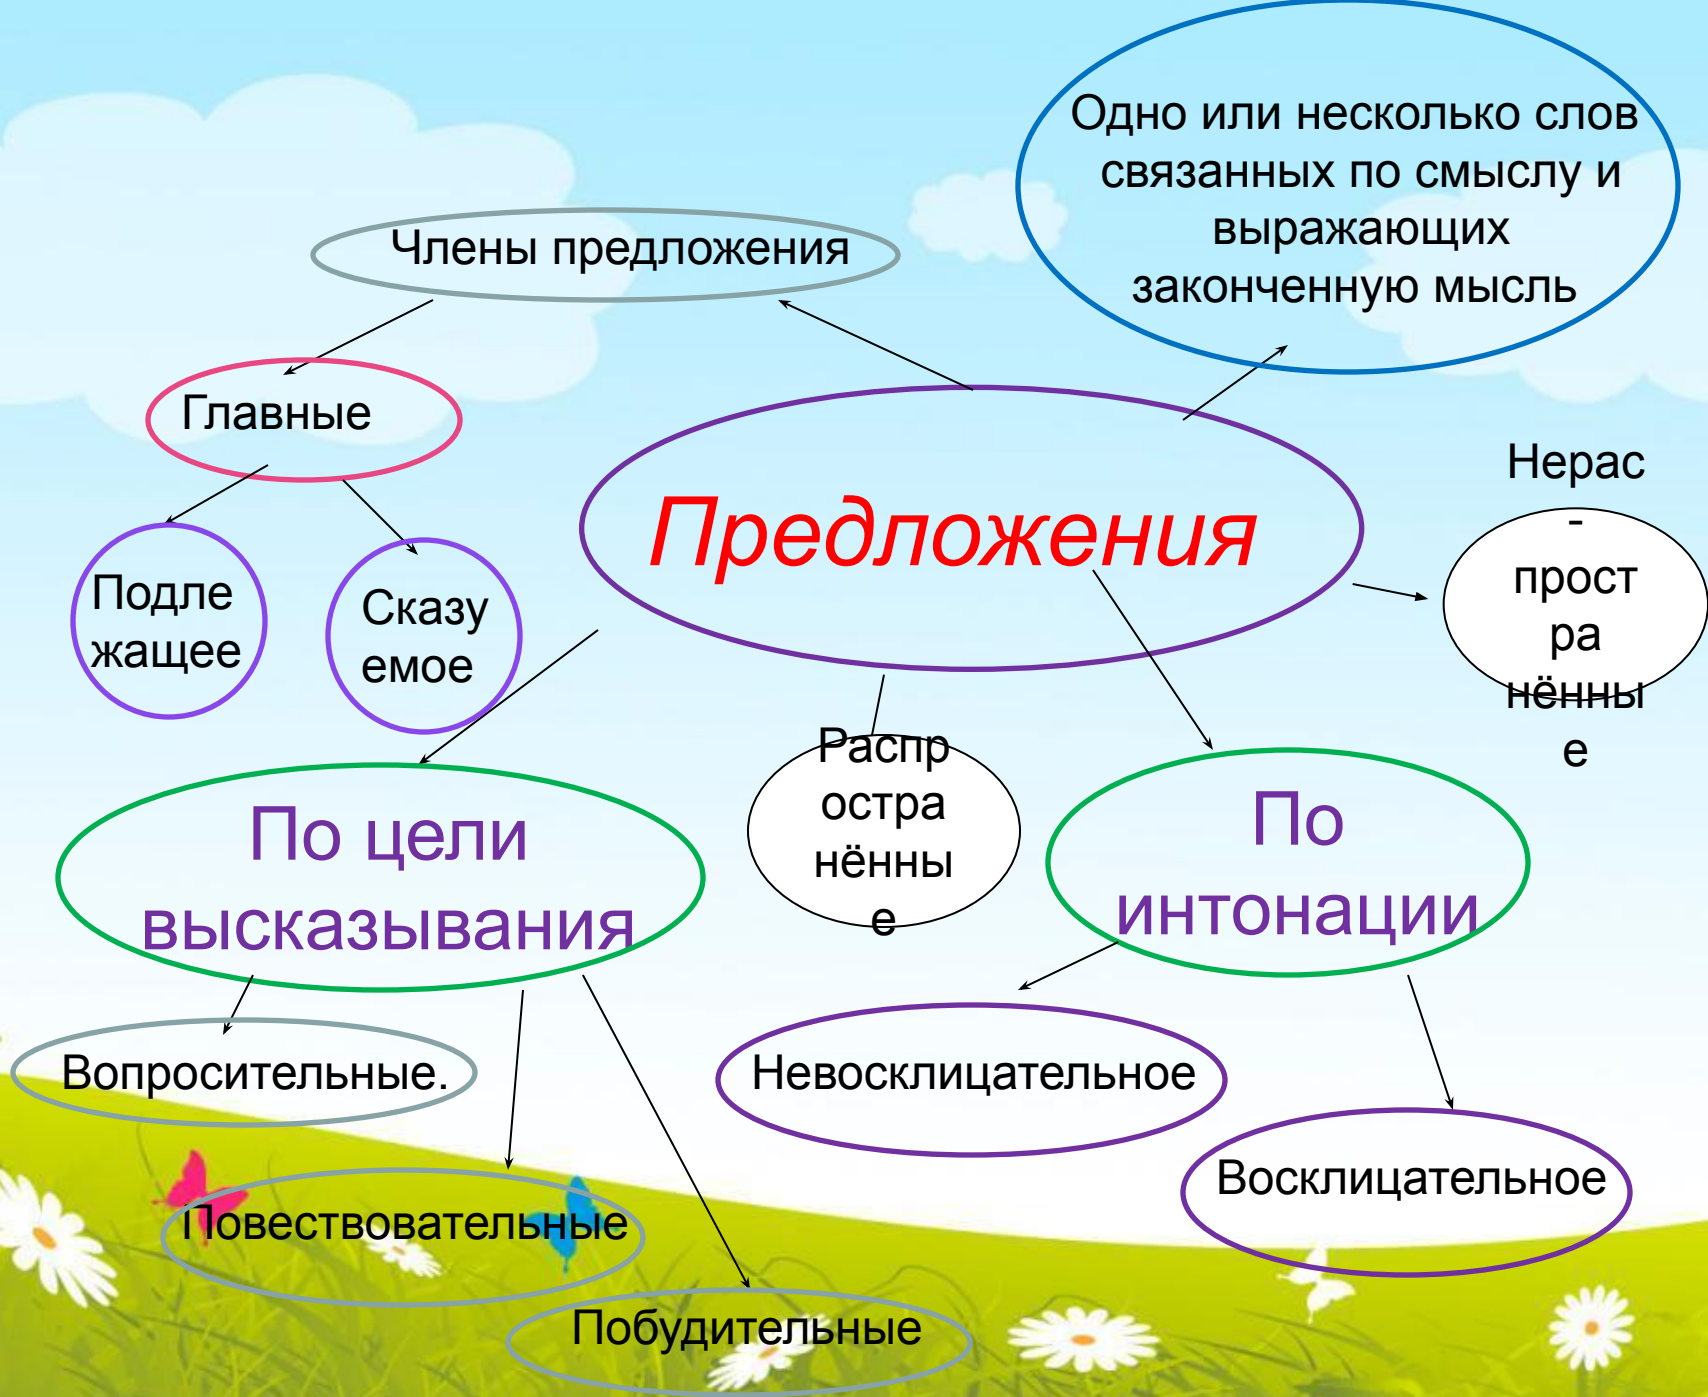 Одно или несколько слов
связанных по смыслу и
выражающих
законченную мысль
Члены предложения
Главные
Подле
жащее
Сказу
емое
Предложения
Нерас
-
прост
ра
нённы
е
Распр
остра
нённы
е
По цели
высказывания
По
интонации
Вопросительные.
Невосклицательное
Восклицательное
Повествовательные
Побудительные